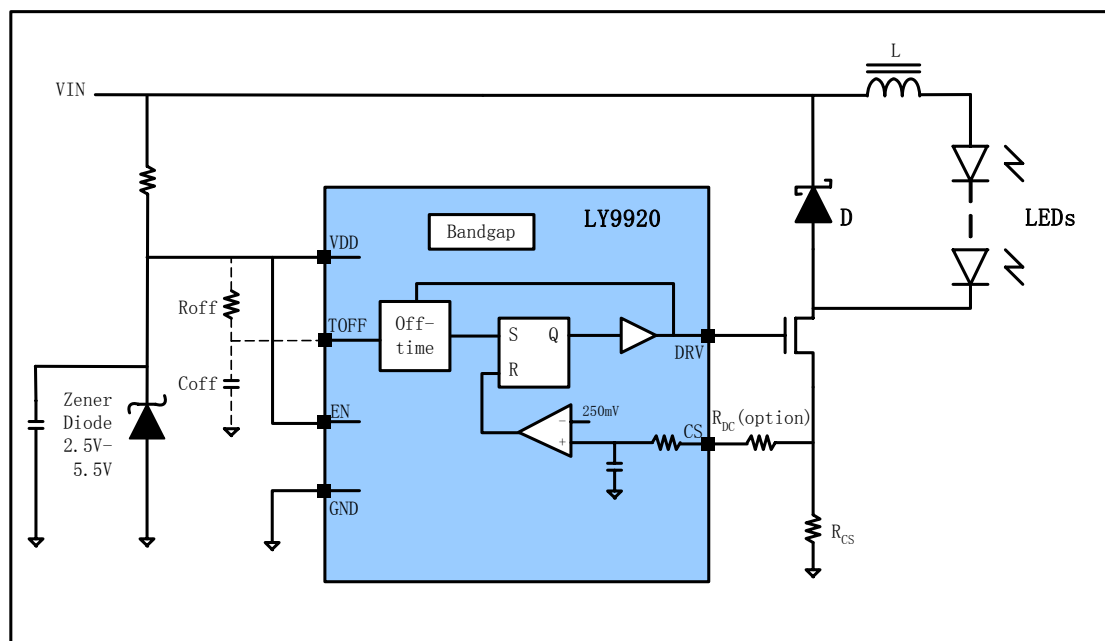 L
VIN
LY9920
D
LEDs
Bandgap
VDD
Roff
TOFF
Off-
time
S
Q
R
DRV
Coff
Zener
Diode
2.5V-
5.5V
EN
250mV
-
+
CS
RDC(option)
GND
RCS